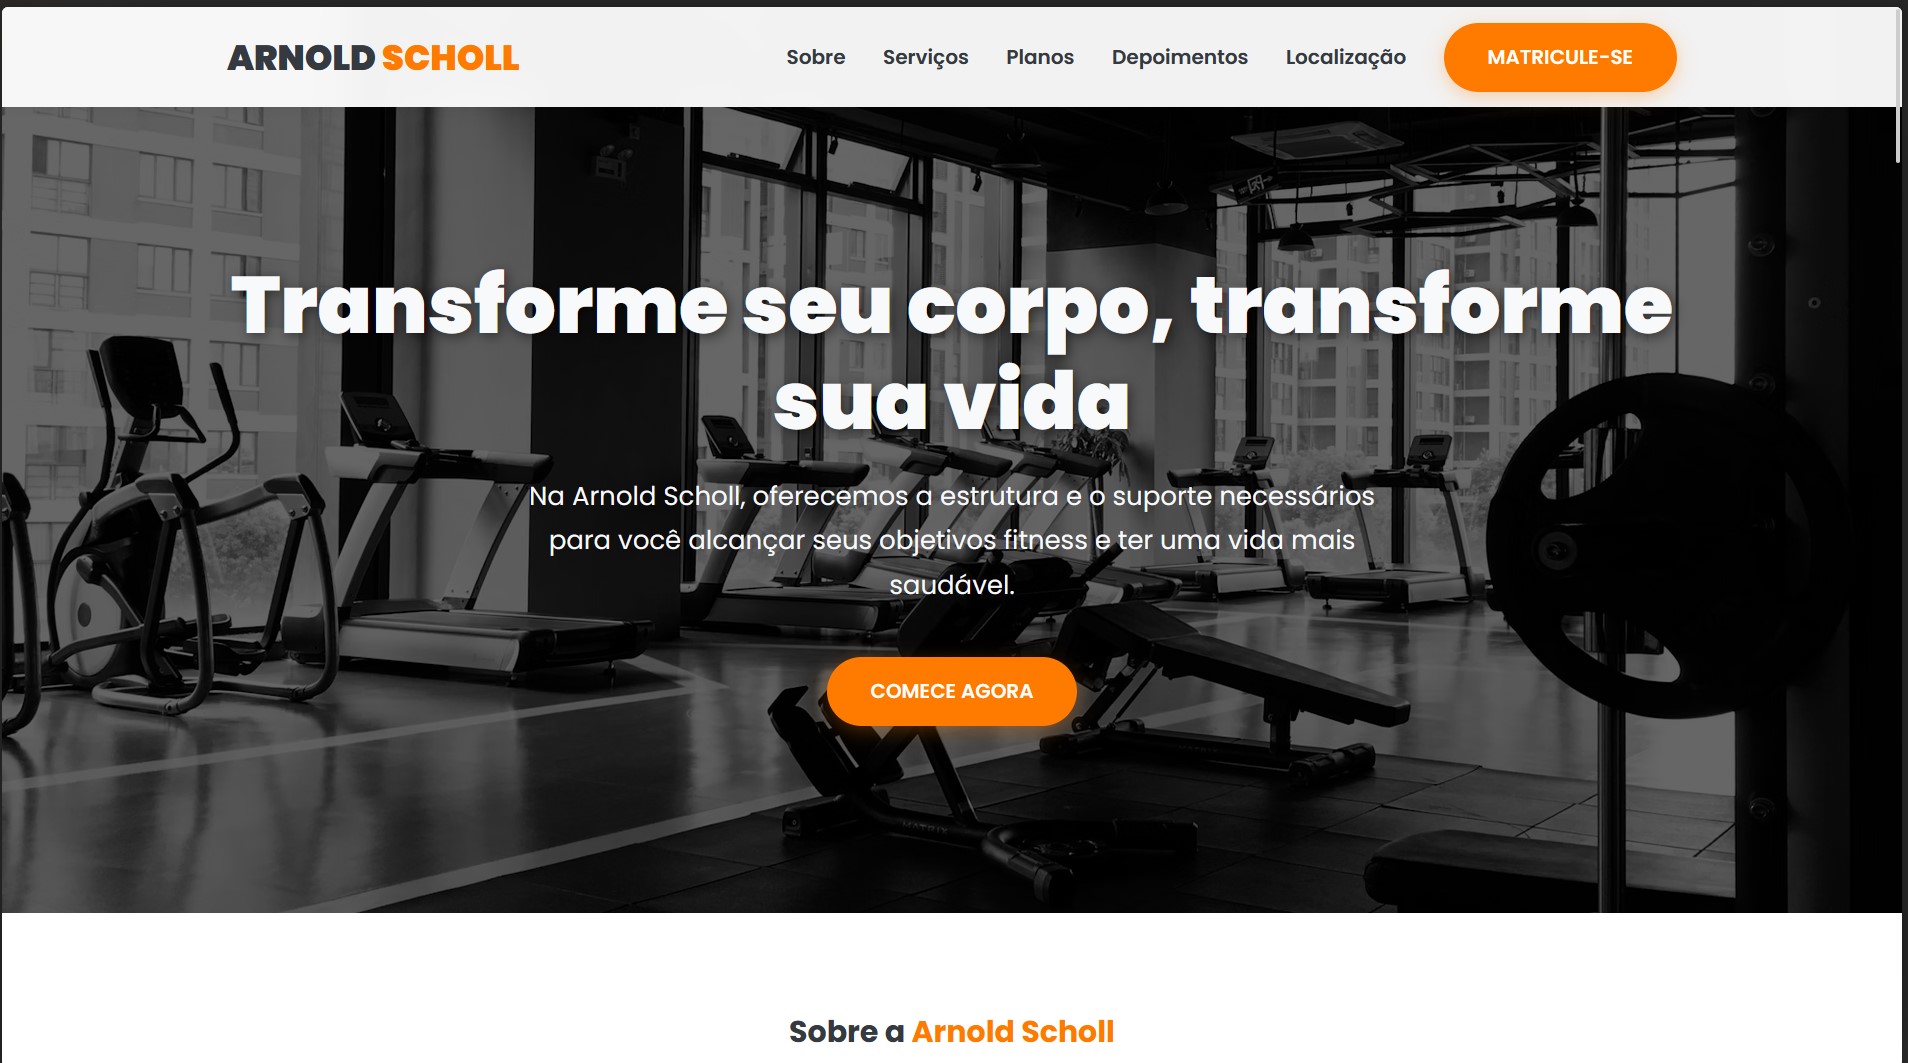 ARNOLD SCHOLL
Sobre
Serviços
Planos
Depoimentos
Localização
MATRICULE-SE
Transforme seu corpo, transforme
sua vida
Na Arnold Scholl, oferecemos a estrutura e o suporte necessários
para você alcançar seus objetivos fitness e ter uma vida mais
saudável.
COMECE AGORA
MATRIX
Sobre a Arnold Scholl